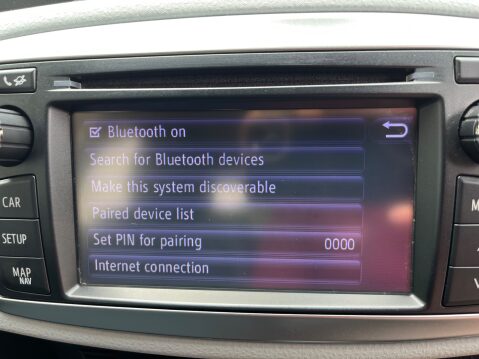 Bluetooth on
Search for Bluetooth devices
Make this system discoverable
Paired device list
Set PIN for pairing 0000
Internet connection
CAR
SETUP
MAP
NAV